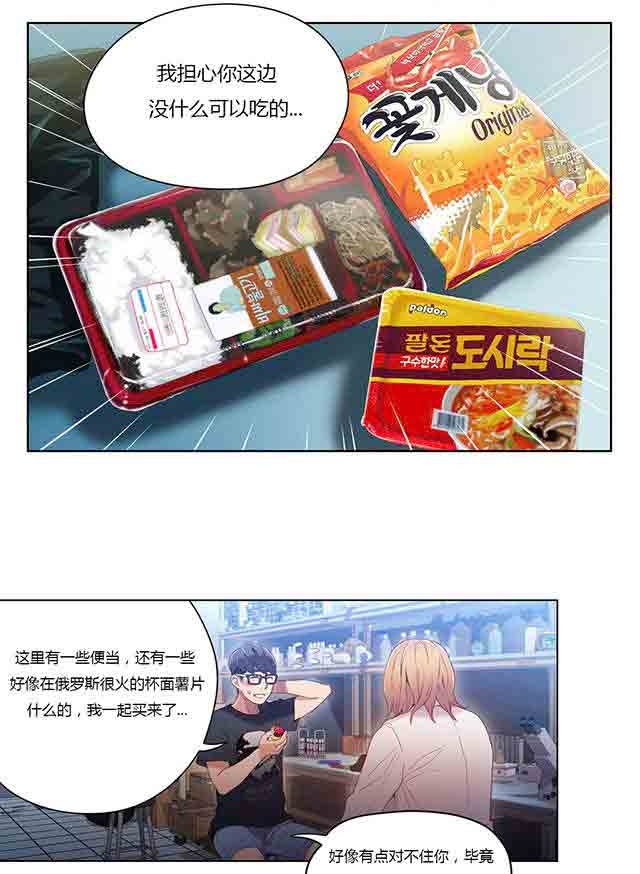 我担心你这边
没什么可以吃的...
꽃게랑
Original
poldon
팔돈
구수한맛
도시락
这里有一些便当，还有一些
好像在俄罗斯很火的杯面薯片
什么的，我一起买来了...
好像有点对不住你，毕竟